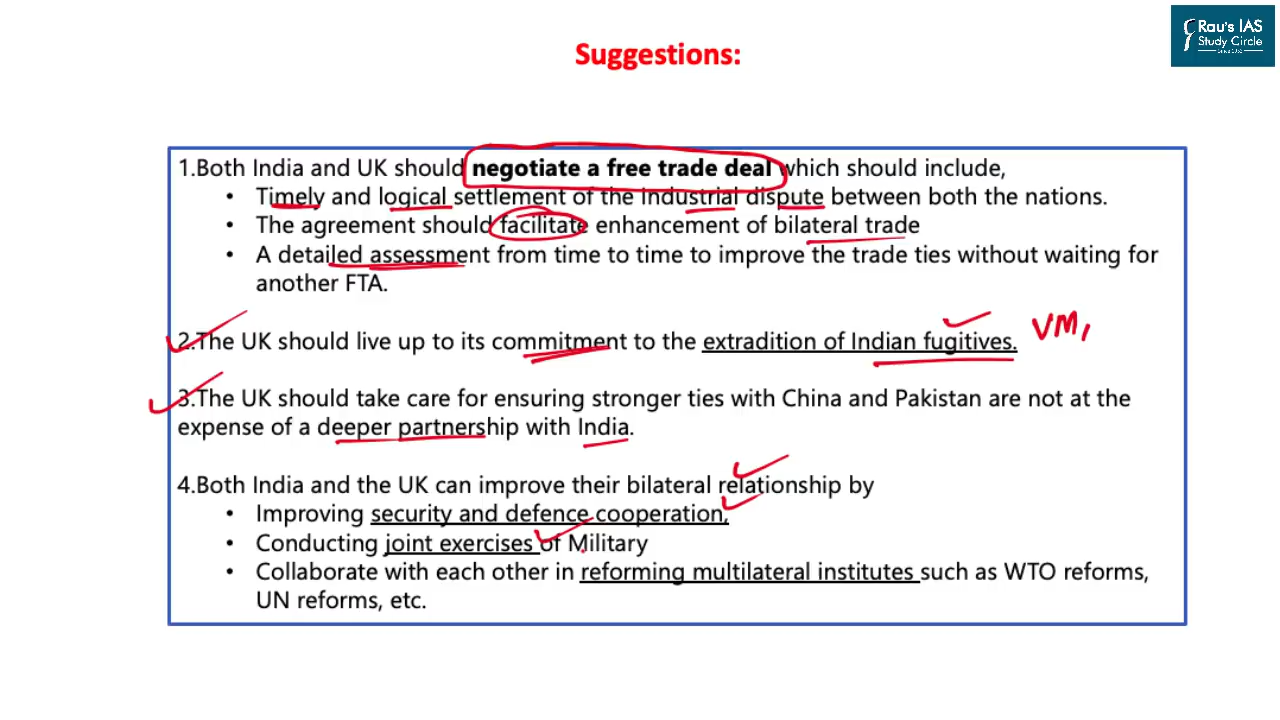 Rau's IAS
Study Circle
Suggestions:
1.Both India and UK should negotiate a free trade deal which should include,
• Timely and logical settlement of the industrial dispute between both the nations.
• The agreement should facilitate enhancement of bilateral trade
• A detailed assessment from time to time to improve the trade ties without waiting for
another FTA.
2.The UK should live up to its commitment to the extradition of Indian fugitives. VM,
3.The UK should take care for ensuring stronger ties with China and Pakistan are not at the
expense of a deeper partnership with India.
4.Both India and the UK can improve their bilateral relationship by
• Improving security and defence cooperation,
• Conducting joint exercises of Military
• Collaborate with each other in reforming multilateral institutes such as WTO reforms,
UN reforms, etc.